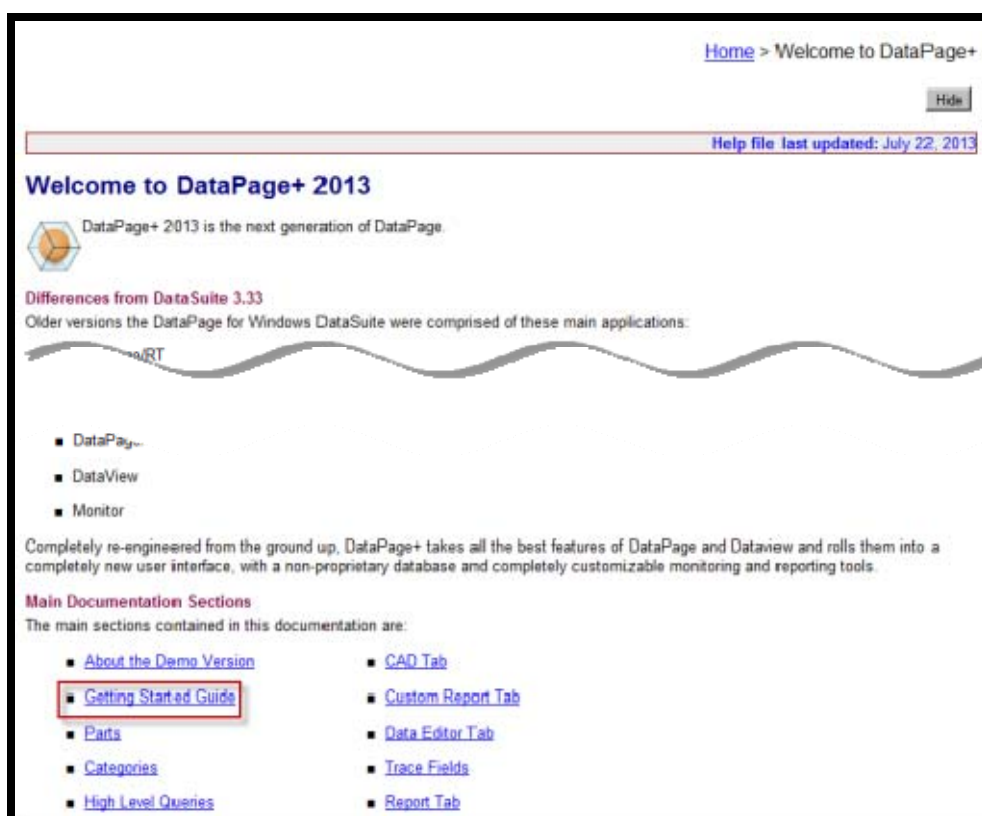 Home > Welcome to DataPage+
Hide
Help file last updated: July 22, 2013
Welcome to DataPage+ 2013
DataPage+ 2013 is the next generation of DataPage.
Differences from DataSuite 3.33
Older versions the DataPage for Windows DataSuite were comprised of these main applications:
/RT
■ DataPag
■ DataView
■ Monitor
Completely re-engineered from the ground up, DataPage+ takes all the best features of DataPage and Dataview and rolls them into a
completely new user interface, with a non-proprietary database and completely customizable monitoring and reporting tools.
Main Documentation Sections
The main sections contained in this documentation are:
■ About the Demo Version
■ Getting Started Guide
■ Parts
■ Categories
■ High Level Queries
■ CAD Tab
■ Custom Report Tab
■ Data Editor Tab
■ Trace Fields
■ Report Tab